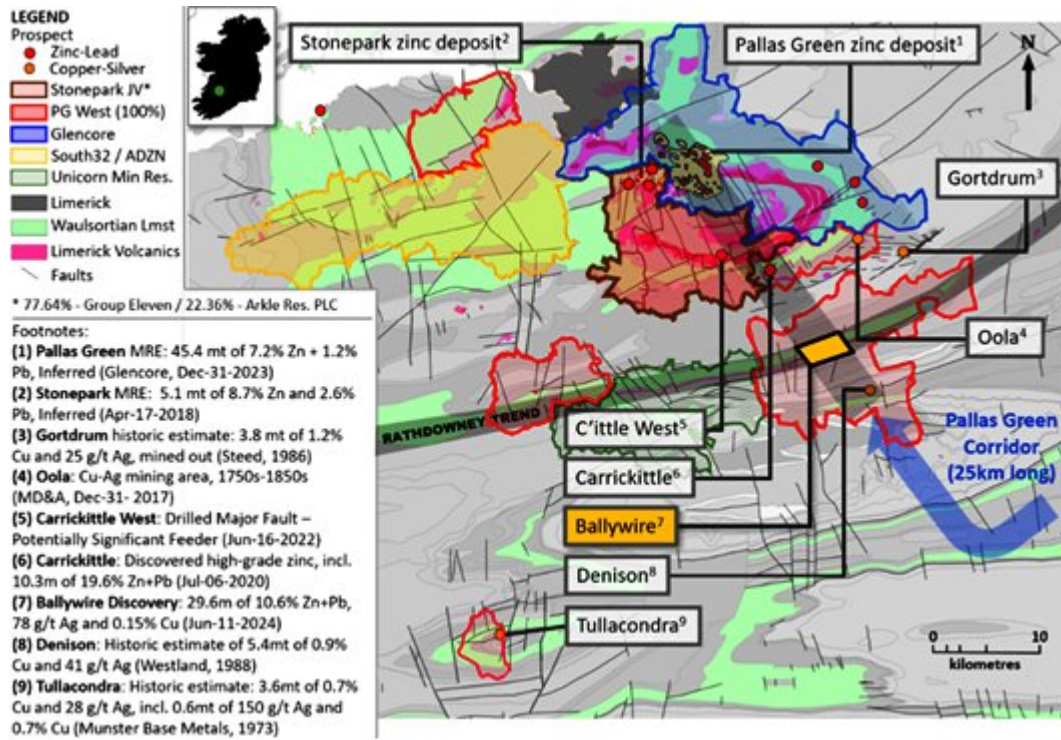 LEGEND
Prospect
Zinc-Lead
Copper-Silver
Stonepark JV*
PG West (100%)
Glencore
South32 / ADZN
Unicorn Min Res.
Limerick
Waulsortian Lmst
Limerick Volcanics
Faults
* 77.64% - Group Eleven / 22.36% - Arkle Res. PLC
Footnotes:
(1) Pallas Green MRE: 45.4 mt of 7.2% Zn + 1.2%
Pb, Inferred (Glencore, Dec-31-2023)
(2) Stonepark MRE: 5.1 mt of 8.7% Zn and 2.6%
Pb, Inferred (Apr-17-2018)
(3) Gortdrum historic estimate: 3.8 mt of 1.2%
Cu and 25 g/t Ag, mined out (Steed, 1986)
(4) Oola: Cu-Ag mining area, 1750s-1850s
(MD&A, Dec-31- 2017)
(5) Carrickittle West: Drilled Major Fault –
Potentially Significant Feeder (Jun-16-2022)
(6) Carrickittle: Discovered high-grade zinc, incl.
10.3m of 19.6% Zn+Pb (Jul-06-2020)
(7) Ballywire Discovery: 29.6m of 10.6% Zn+Pb,
78 g/t Ag and 0.15% Cu (Jun-11-2024)
(8) Denison: Historic estimate of 5.4mt of 0.9%
Cu and 41 g/t Ag (Westland, 1988)
(9) Tullacondra: Historic estimate: 3.6mt of 0.7%
Cu and 28 g/t Ag, incl. 0.6mt of 150 g/t Ag and
0.7% Cu (Munster Base Metals, 1973)
Stonepark zinc deposit²
Pallas Green zinc deposit¹
N
Gortdrum³
Oola⁴
RATHDOWNEY TREND
C'ittle West⁵
Carrickittle⁶
Ballywire⁷
Denison⁸
Tullacondra⁹
Pallas Green
Corridor
(25km long)
0 10
kilometres